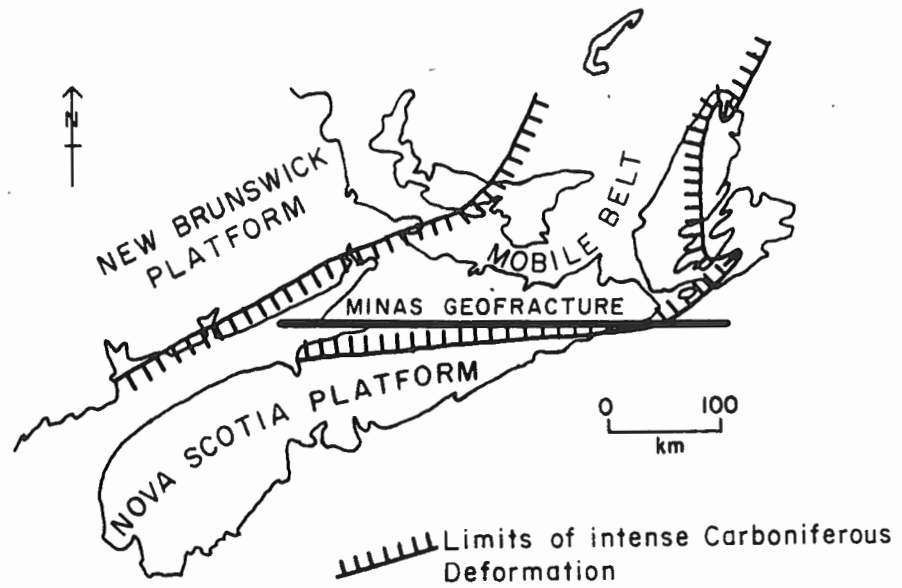 N
NEW BRUNSWICK
PLATFORM
MOBILE BELT
MINAS GEOFRACTURE
NOVA SCOTIA PLATFORM
0 100
km
Limits of intense Carboniferous
Deformation